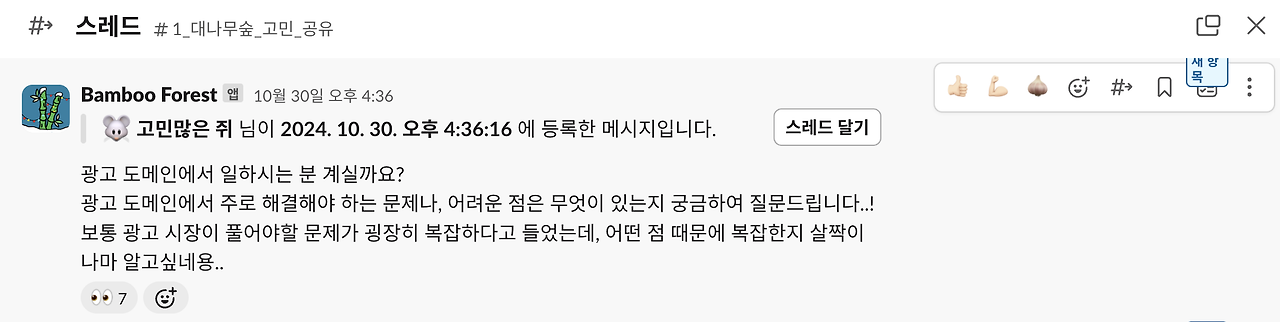 스레드 # 1_대나무숲_고민_공유
Bamboo Forest 앱 10월 30일 오후 4:36
고민많은 쥐 님이 2024. 10. 30. 오후 4:36:16 에 등록한 메시지입니다.
스레드 달기
새 항
목
광고 도메인에서 일하시는 분 계실까요?
광고 도메인에서 주로 해결해야 하는 문제나, 어려운 점은 무엇이 있는지 궁금하여 질문드립니다..!
보통 광고 시장이 풀어야할 문제가 굉장히 복잡하다고 들었는데, 어떤 점 때문에 복잡한지 살짝이
나마 알고싶네용..
7